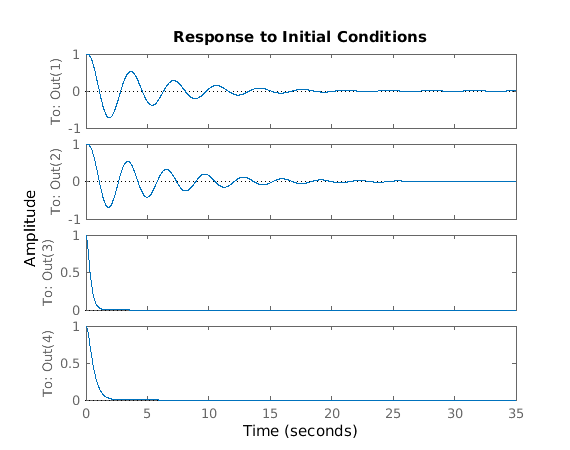 Response to Initial Conditions
Amplitude
To: Out(1)
1
0
-1
To: Out(2)
1
0
-1
To: Out(3)
1
0.5
0
To: Out(4)
1
0.5
0
0 5 10 15 20 25 30 35
Time (seconds)